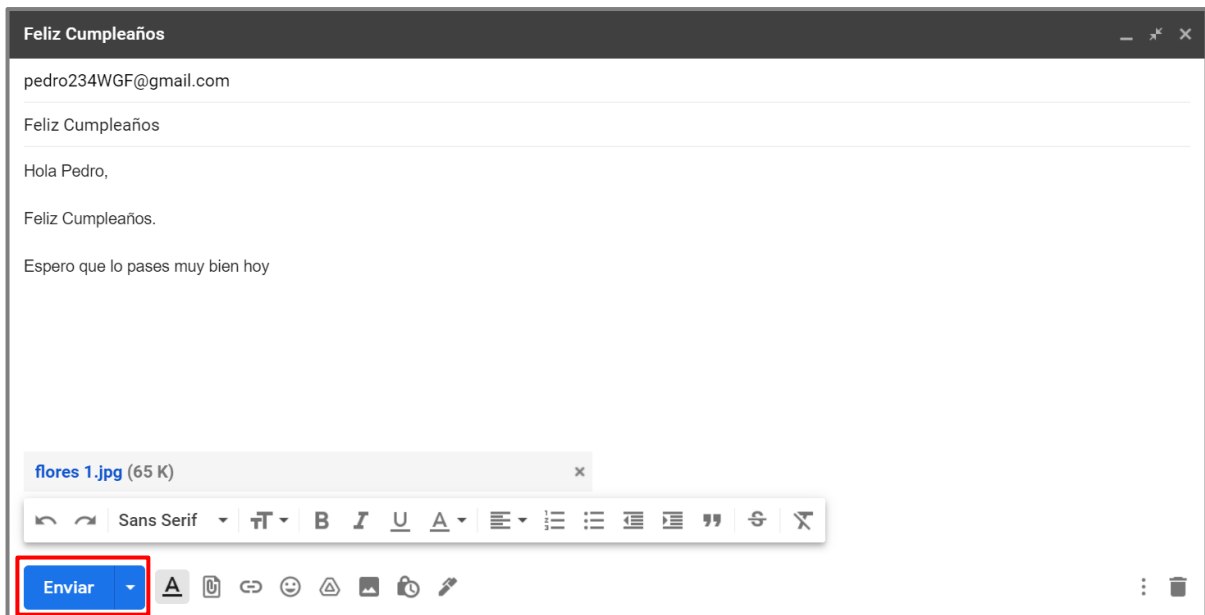 Feliz Cumpleaños
pedro234WGF@gmail.com
Feliz Cumpleaños
Hola Pedro,
Feliz Cumpleaños.
Espero que lo pases muy bien hoy
flores 1.jpg (65 K)
Sans Serif
Enviar